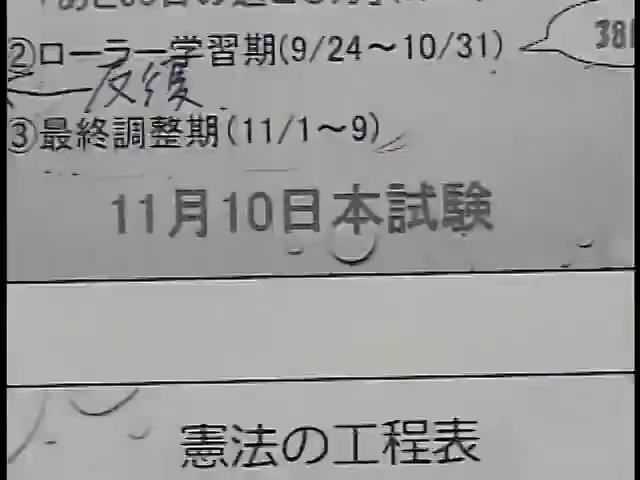 ②ローラー学習期(9/24～10/31)
反復
③最終調整期(11/1～9)
11月10日本試験
憲法の工程表